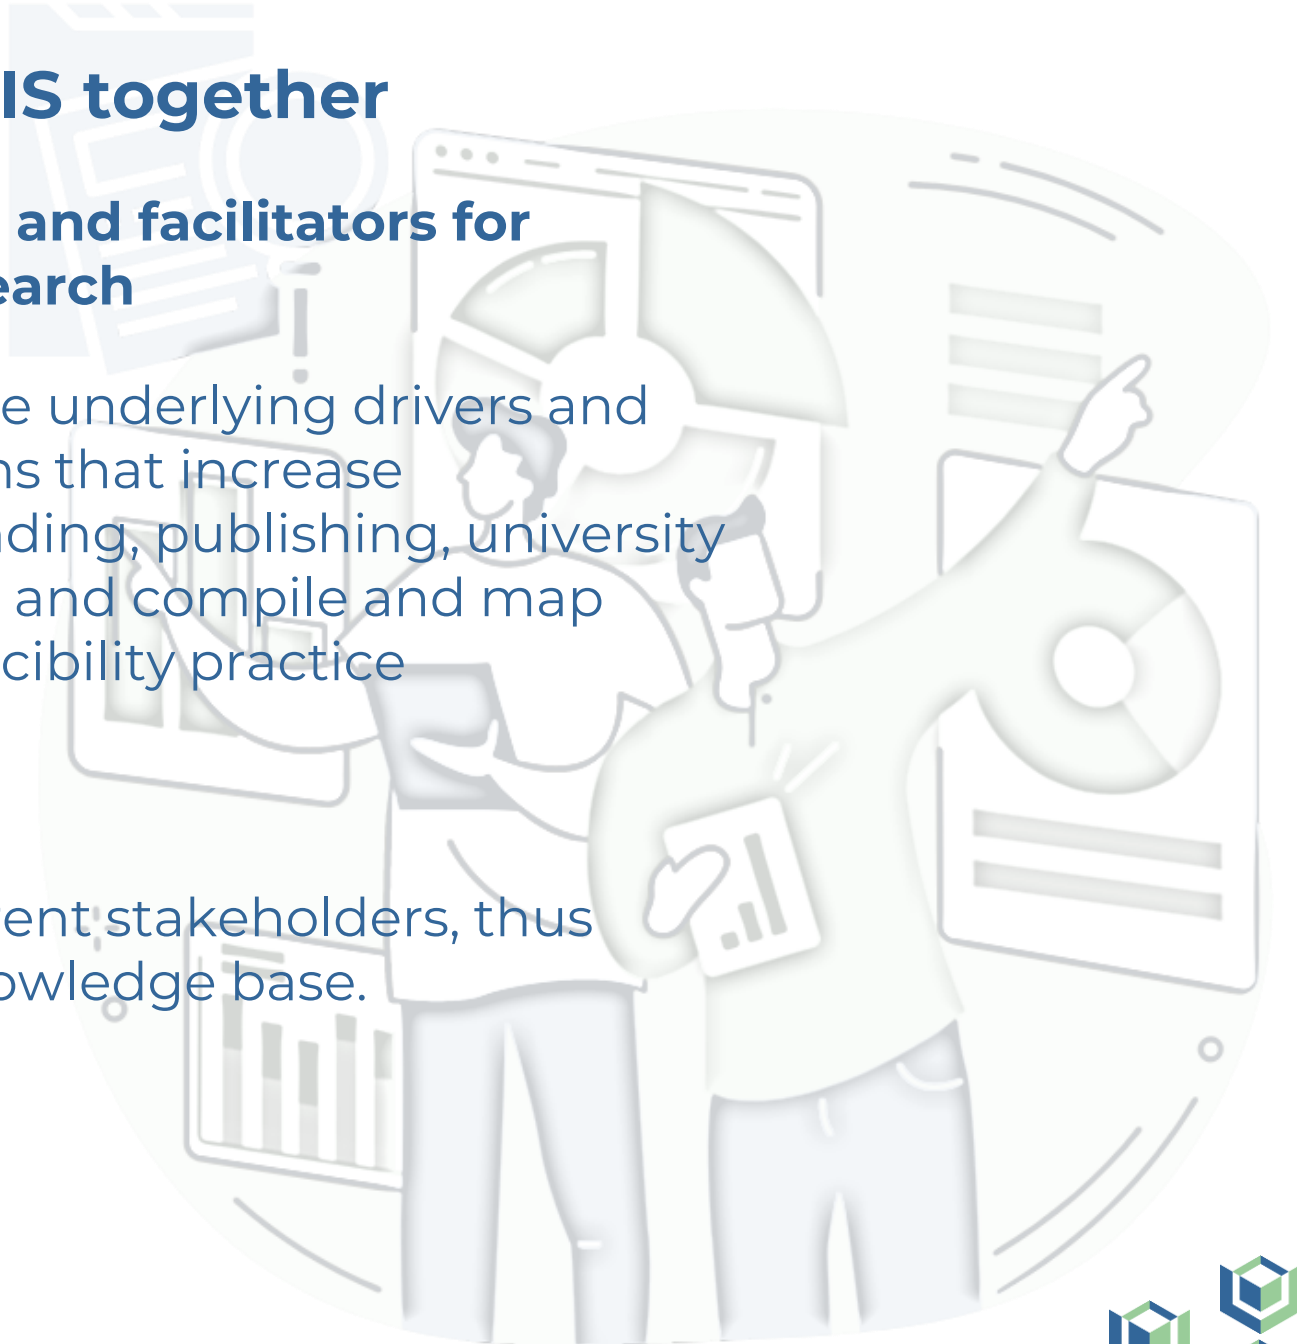 IS together
and facilitators for
earch
e underlying drivers and
ns that increase
ding, publishing, university
and compile and map
cibility practice
ent stakeholders, thus
owledge base.